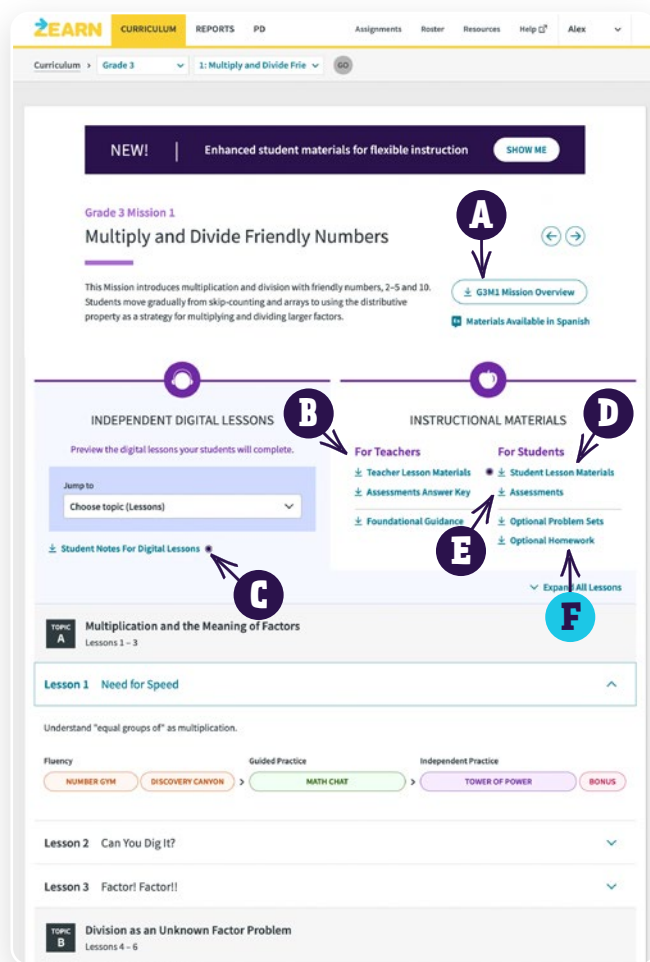 ZEARN CURRICULUM REPORTS PD Assignments Roster Resources Help Alex
Curriculum > Grade 3 1: Multiply and Divide Frie GO
NEW! | Enhanced student materials for flexible instruction SHOW ME
Grade 3 Mission 1
A
Multiply and Divide Friendly Numbers
This Mission introduces multiplication and division with friendly numbers, 2–5 and 10.
Students move gradually from skip-counting and arrays to using the distributive
property as a strategy for multiplying and dividing larger factors.
G3M1 Mission Overview
Materials Available in Spanish
INDEPENDENT DIGITAL LESSONS
Preview the digital lessons your students will complete.
Jump to
Choose topic (Lessons)
Student Notes For Digital Lessons
C
B
INSTRUCTIONAL MATERIALS
D
For Teachers
Teacher Lesson Materials
Assessments Answer Key
Foundational Guidance
For Students
Student Lesson Materials
Assessments
E
Optional Problem Sets
Optional Homework
F
Expand All Lessons
TOPIC
A
Multiplication and the Meaning of Factors
Lessons 1 – 3
Lesson 1 Need for Speed
Understand "equal groups of" as multiplication.
Fluency Guided Practice Independent Practice
NUMBER GYM DISCOVERY CANYON > MATH CHAT > TOWER OF POWER BONUS
Lesson 2 Can You Dig It?
Lesson 3 Factor! Factor!!
TOPIC
B
Division as an Unknown Factor Problem
Lessons 4 – 6